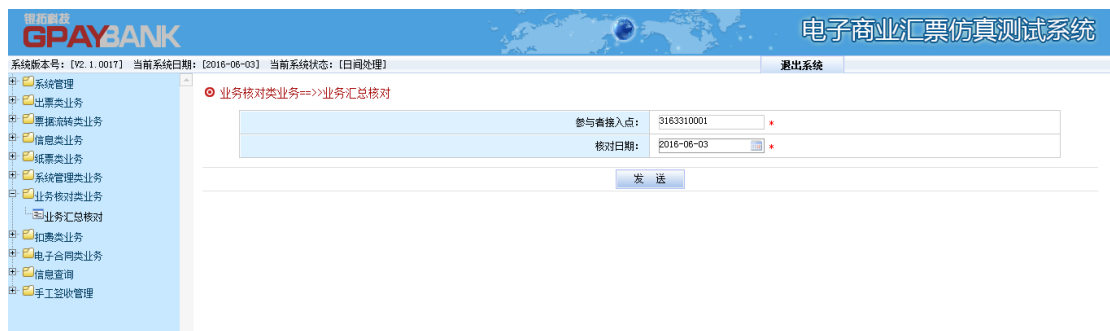 银拓科技
GPAYBANK
电子商业汇票仿真测试系统
系统版本号：[V2.1.0017] 当前系统日期：[2016-06-03] 当前系统状态：[日间处理]
退出系统
系统管理
出票类业务
票据流转类业务
信息类业务
纸票类业务
系统管理类业务
业务核对类业务
业务汇总核对
扣费类业务
电子合同类业务
信息查询
手工签收管理
业务核对类业务==>>业务汇总核对
参与者接入点： 3163310001 *
核对日期： 2016-06-03 *
发 送